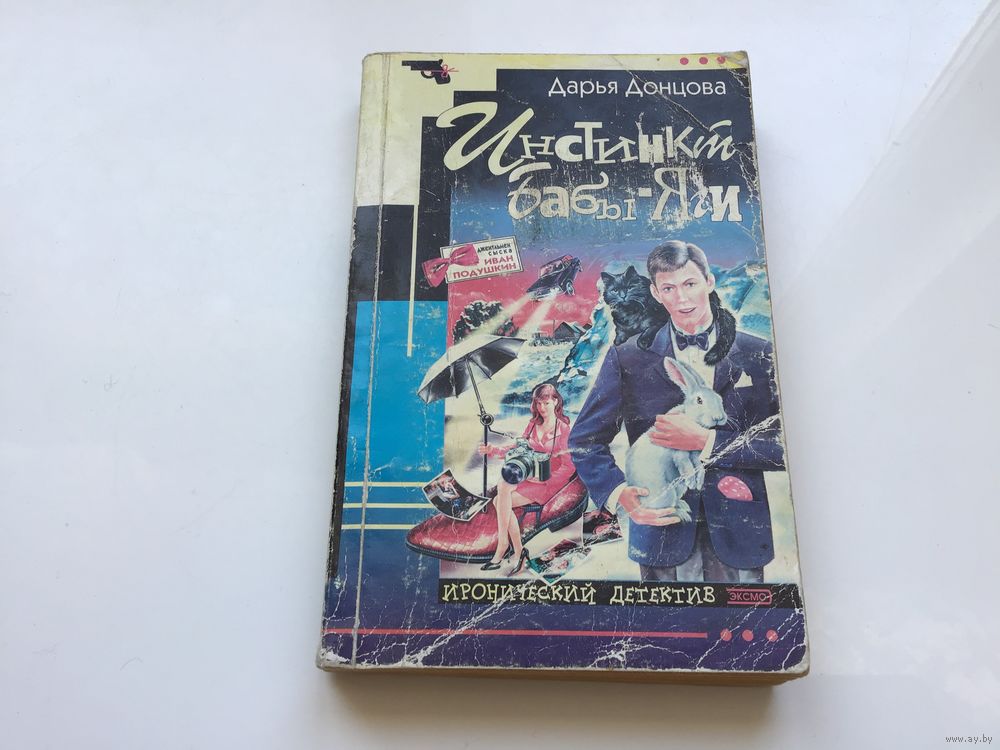 Дарья Донцова
Инстинкт
Бабы-Яги
джентльмен
сыска
ИВАН
ПОДУШКИН
ИРОНИЧЕСКИЙ ДЕТЕКТИВ
ЭКСМО
www.ay.by